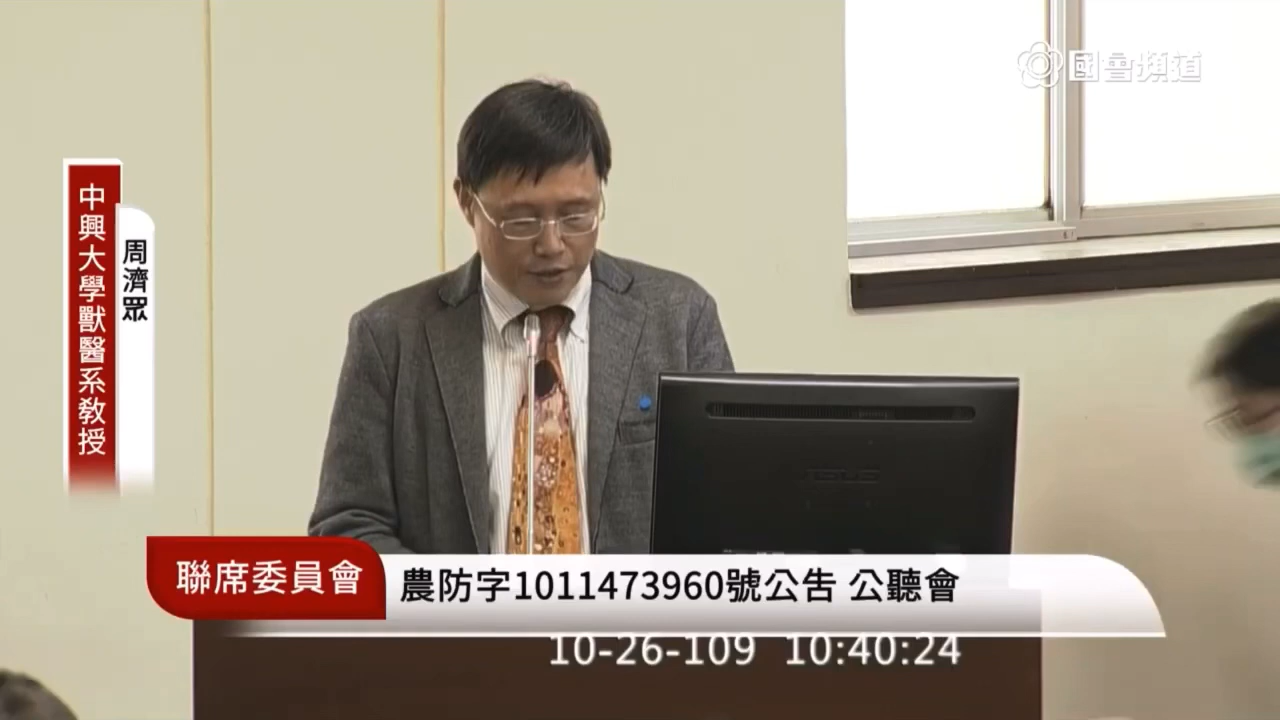 國會頻道
中興大學獸醫系教授
周濟眾
ASUS
聯席委員會
農防字1011473960號公告 公聽會
10-26-109 10:40:24